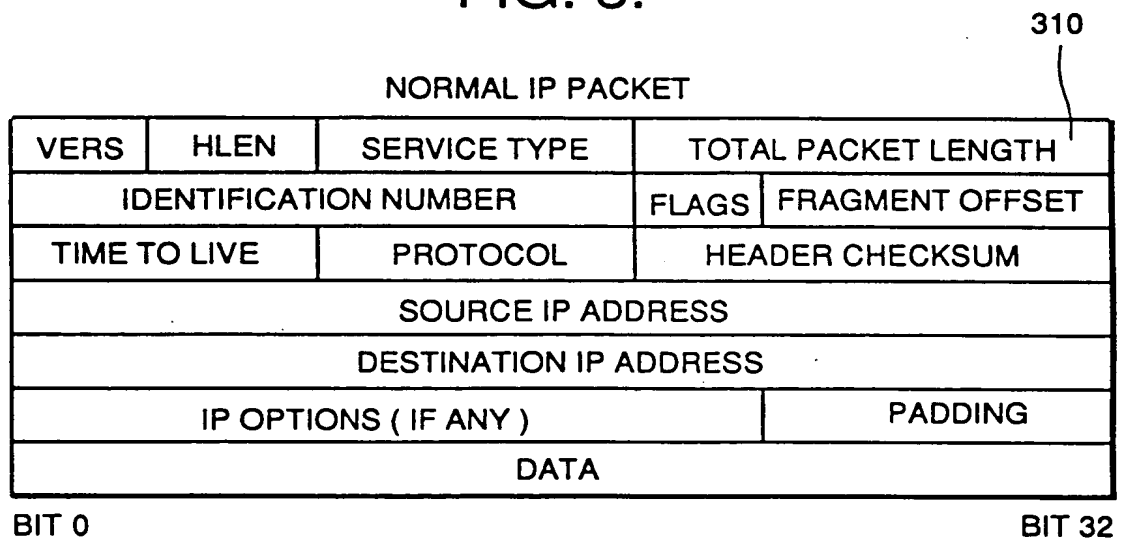 310
NORMAL IP PACKET
VERS HLEN SERVICE TYPE TOTAL PACKET LENGTH
IDENTIFICATION NUMBER FLAGS FRAGMENT OFFSET
TIME TO LIVE PROTOCOL HEADER CHECKSUM
SOURCE IP ADDRESS
DESTINATION IP ADDRESS
IP OPTIONS ( IF ANY ) PADDING
DATA
BIT 0 BIT 32